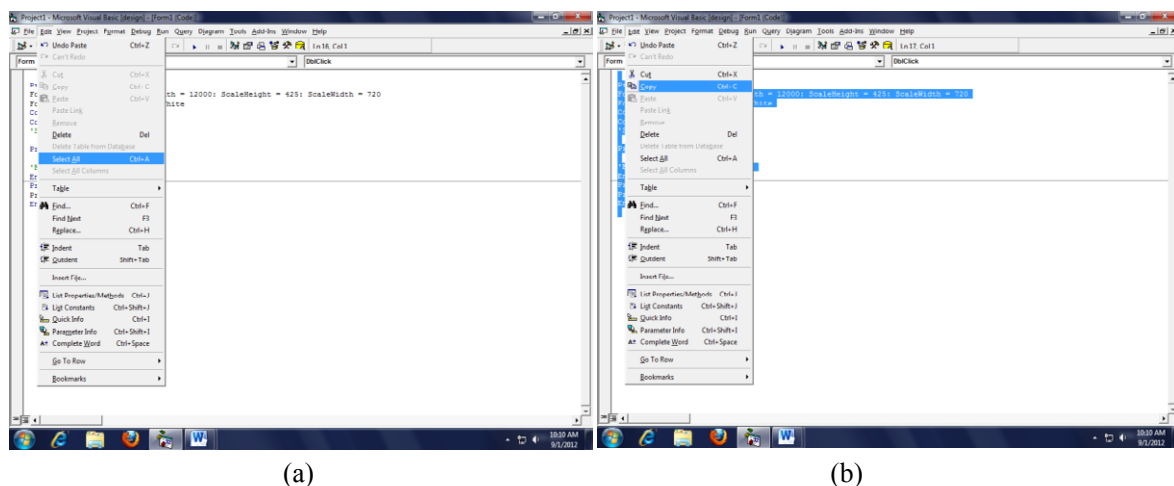 Project1 - Microsoft Visual Basic [design] - [Form1 (Code)]
File Edit View Project Format Debug Run Query Diagram Tools Add-Ins Window Help
Ln 16, Col 1
Form
DblClick
Undo Paste Ctrl+Z
Can't Redo
Cut Ctrl+X
Copy Ctrl+C
Paste Ctrl+V
Paste Link
Remove
Delete Del
Delete Table from Database
Select All Ctrl+A
Select All Columns
Table
Find... Ctrl+F
Find Next F3
Replace... Ctrl+H
Indent Tab
Outdent Shift+Tab
Insert File...
List Properties/Methods Ctrl+J
List Constants Ctrl+Shift+J
Quick Info Ctrl+I
Parameter Info Ctrl+Shift+I
Complete Word Ctrl+Space
Go To Row
Bookmarks
th = 12000: ScaleHeight = 425: ScaleWidth = 720
hite
10:10 AM
9/1/2012
(a)
Project1 - Microsoft Visual Basic [design] - [Form1 (Code)]
File Edit View Project Format Debug Run Query Diagram Tools Add-Ins Window Help
Ln 17, Col 1
Form
DblClick
Undo Paste Ctrl+Z
Can't Redo
Cut Ctrl+X
Copy Ctrl+C
Paste Ctrl+V
Paste Link
Remove
Delete Del
Delete Table from Database
Select All Ctrl+A
Select All Columns
Table
Find... Ctrl+F
Find Next F3
Replace... Ctrl+H
Indent Tab
Outdent Shift+Tab
Insert File...
List Properties/Methods Ctrl+J
List Constants Ctrl+Shift+J
Quick Info Ctrl+I
Parameter Info Ctrl+Shift+I
Complete Word Ctrl+Space
Go To Row
Bookmarks
th = 12000: ScaleHeight = 425: ScaleWidth = 720
hite
10:10 AM
9/1/2012
(b)